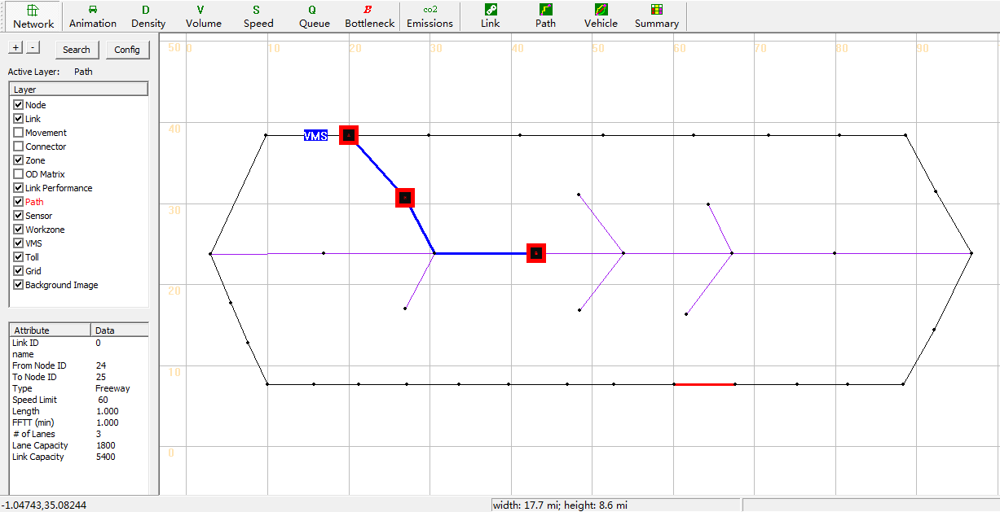 Network Animation Density Volume Speed Queue Bottleneck Emissions Link Path Vehicle Summary
D V S Q B co2
+ - Search Config
Active Layer: Path
Layer
Node
Link
Movement
Connector
Zone
OD Matrix
Link Performance
Path
Sensor
Workzone
VMS
Toll
Grid
Background Image
Attribute Data
Link ID 0
name
From Node ID 24
To Node ID 25
Type Freeway
Speed Limit 60
Length 1.000
FFTT (min) 1.000
# of Lanes 3
Lane Capacity 1800
Link Capacity 5400
50 0 10 20 30 40 50 60 70 80 90
40
VMS
30
20
10
0
-1.04743,35.08244
width: 17.7 mi; height: 8.6 mi